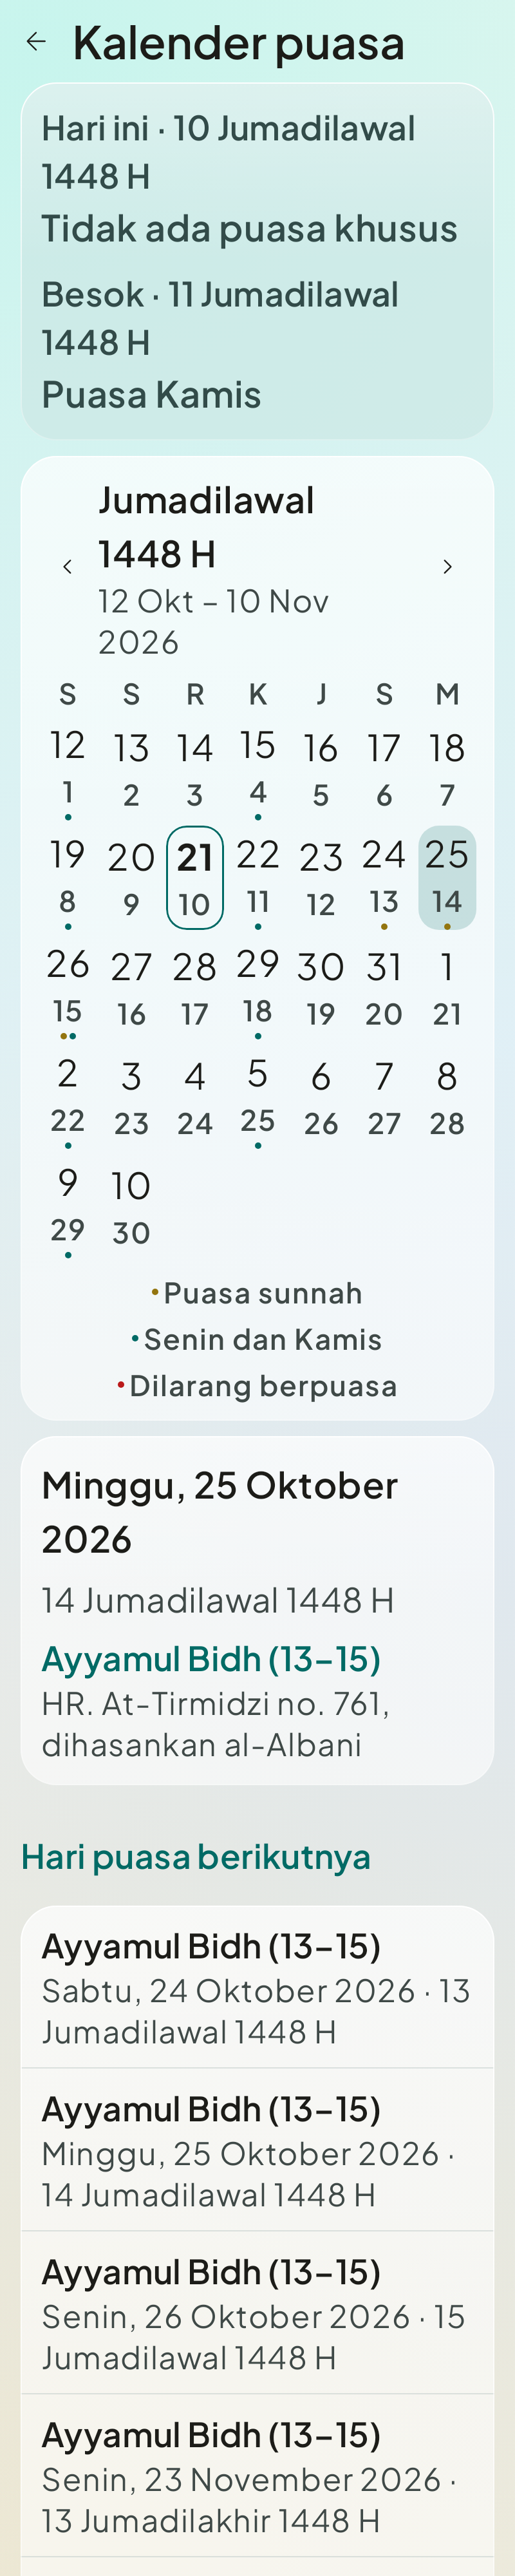 Kalender puasa
Hari ini · 10 Jumadilawal
1448 H
Tidak ada puasa khusus
Besok · 11 Jumadilawal
1448 H
Puasa Kamis
Jumadilawal
1448 H
12 Okt – 10 Nov
2026
S S R K J S M
12 13 14 15 16 17 18
1 2 3 4 5 6 7
19 20 21 22 23 24 25
8 9 10 11 12 13 14
26 27 28 29 30 31 1
15 16 17 18 19 20 21
2 3 4 5 6 7 8
22 23 24 25 26 27 28
9 10
29 30
Puasa sunnah
Senin dan Kamis
Dilarang berpuasa
Minggu, 25 Oktober
2026
14 Jumadilawal 1448 H
Ayyamul Bidh (13–15)
HR. At-Tirmidzi no. 761,
dihasankan al-Albani
Hari puasa berikutnya
Ayyamul Bidh (13–15)
Sabtu, 24 Oktober 2026 · 13
Jumadilawal 1448 H
Ayyamul Bidh (13–15)
Minggu, 25 Oktober 2026 ·
14 Jumadilawal 1448 H
Ayyamul Bidh (13–15)
Senin, 26 Oktober 2026 · 15
Jumadilawal 1448 H
Ayyamul Bidh (13–15)
Senin, 23 November 2026 ·
13 Jumadilakhir 1448 H